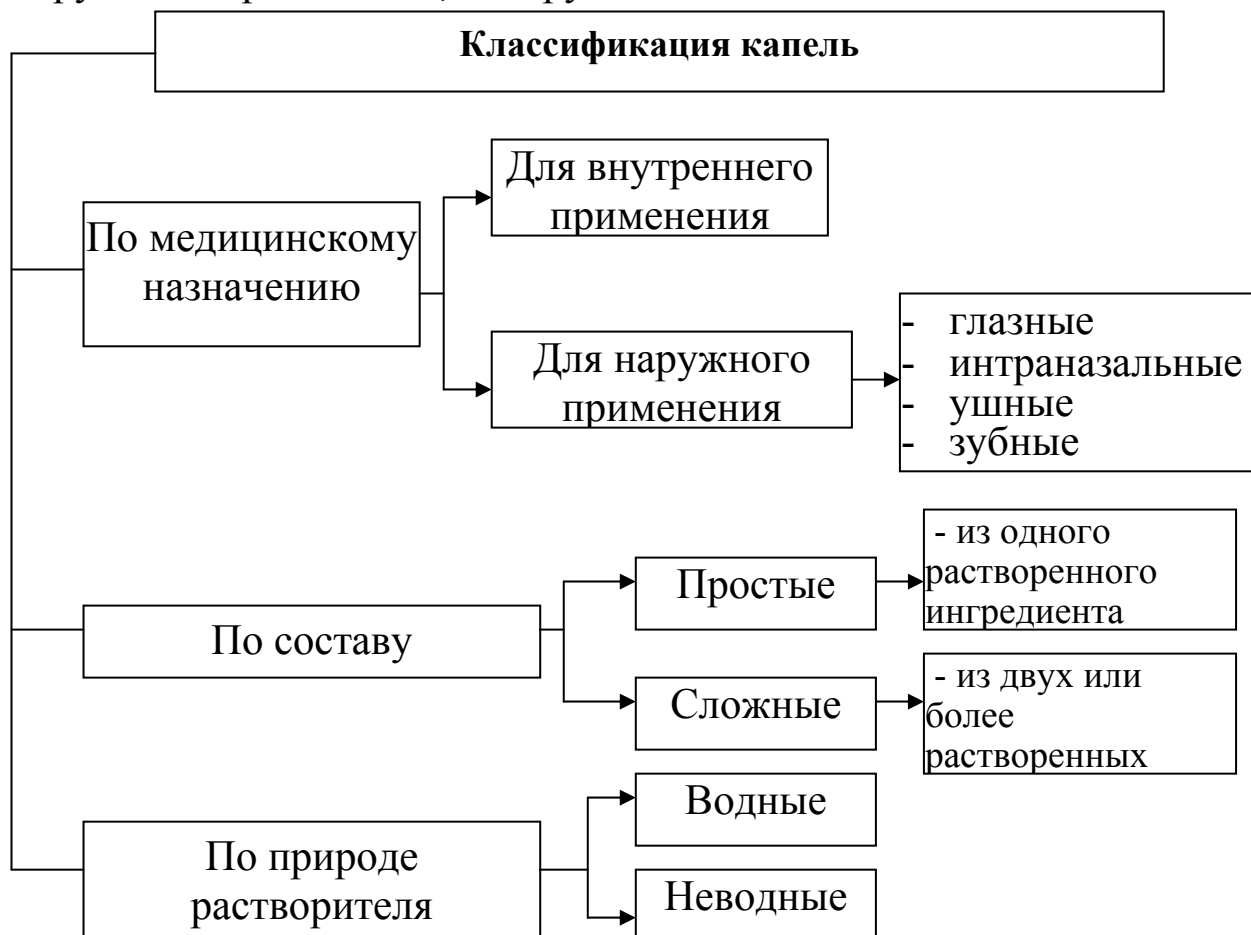 Классификация капель
Для внутреннего
применения
По медицинскому
назначению
Для наружного
применения
- глазные
- интраназальные
- ушные
- зубные
По составу
Простые
- из одного
растворенного
ингредиента
Сложные
- из двух или
более
растворенных
По природе
растворителя
Водные
Неводные